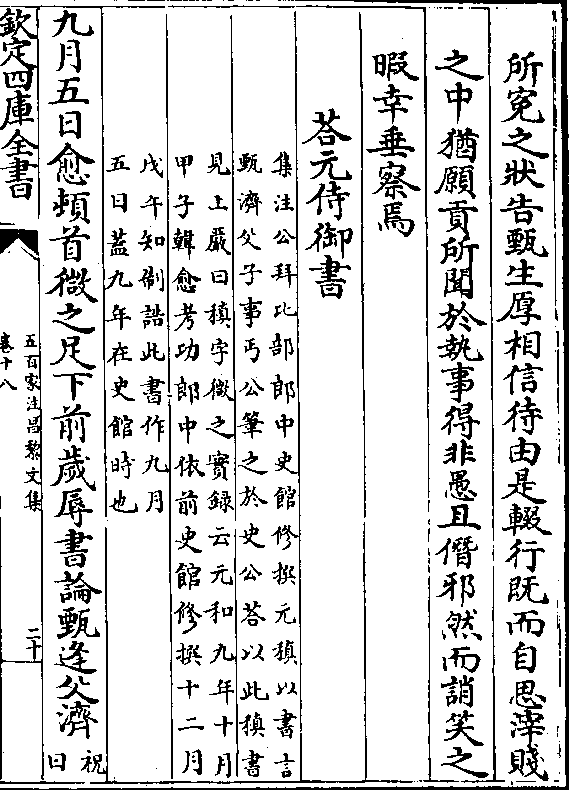 所宄之狀告甄生厚相信待由是輟行既而自思滓賤
之中猶願貢所聞於執事得非愚且僭邪然而誚笑之
暇幸垂察焉
荅元侍御書
集注公拜比部郎中史館修撰元稹以書言
甄濟父子事丐公筆之於史公荅以此稹書
見上嚴曰稹字微之實錄云元和九年十月
甲子韓愈考功郎中依前史館修撰十二月
戊午知制誥此書作九月
五日葢九年在史館時也
九月五日愈頓首微之足下前歲辱書論甄逢父濟
祝
曰
欽定四庫全書
五百家注昌黎文集
卷十八
二十